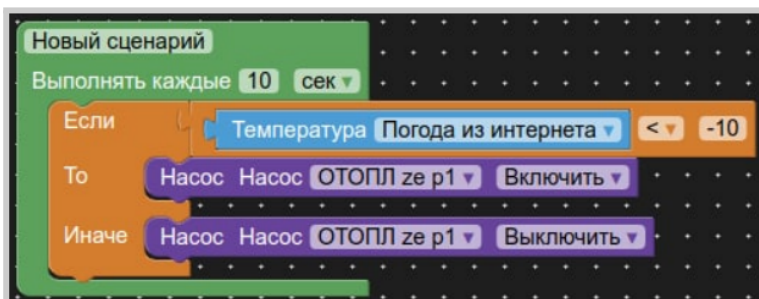 Новый сценарий
Выполнять каждые 10 сек
Если Температура Погода из интернета < -10
То Насос Насос ОТОПЛ ze p1 Включить
Иначе Насос Насос ОТОПЛ ze p1 Выключить